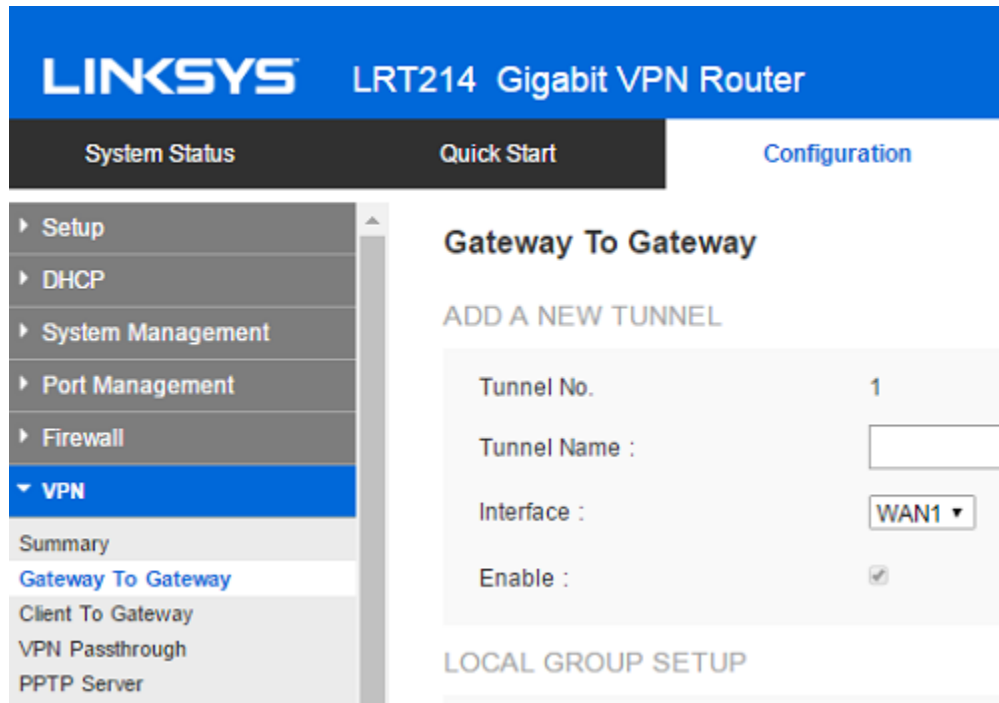 LINKSYS LRT214 Gigabit VPN Router
System Status Quick Start Configuration
Setup
DHCP
System Management
Port Management
Firewall
VPN
Summary
Gateway To Gateway
Client To Gateway
VPN Passthrough
PPTP Server
Gateway To Gateway
ADD A NEW TUNNEL
Tunnel No. 1
Tunnel Name :
Interface : WAN1
Enable :
LOCAL GROUP SETUP